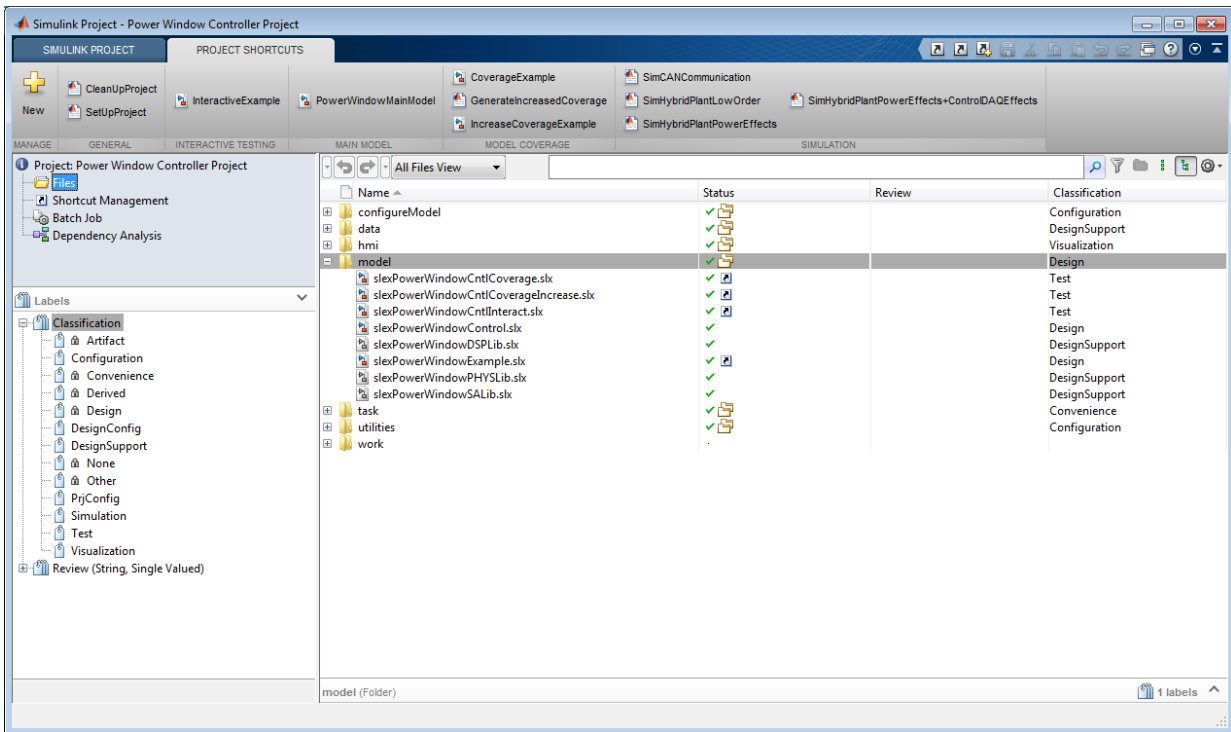 Simulink Project - Power Window Controller Project
SIMULINK PROJECT PROJECT SHORTCUTS
New
CleanUpProject
SetUpProject
InteractiveExample
PowerWindowMainModel
CoverageExample
GenerateIncreasedCoverage
IncreaseCoverageExample
SimCANCommunication
SimHybridPlantLowOrder
SimHybridPlantPowerEffects
SimHybridPlantPowerEffects+ControlDAQEffects
MANAGE GENERAL INTERACTIVE TESTING MAIN MODEL MODEL COVERAGE SIMULATION
Project: Power Window Controller Project
Files
Shortcut Management
Batch Job
Dependency Analysis
Labels
Classification
Artifact
Configuration
Convenience
Derived
Design
DesignConfig
DesignSupport
None
Other
PrjConfig
Simulation
Test
Visualization
Review (String, Single Valued)
All Files View
Name Status Review Classification
configureModel Configuration
data DesignSupport
hmi Visualization
model Design
slexPowerWindowCntlCoverage.slx Test
slexPowerWindowCntlCoverageIncrease.slx Test
slexPowerWindowCntlInteract.slx Test
slexPowerWindowControl.slx Design
slexPowerWindowDSPLib.slx DesignSupport
slexPowerWindowExample.slx Design
slexPowerWindowPHYSLib.slx DesignSupport
slexPowerWindowSALib.slx DesignSupport
task Convenience
utilities Configuration
work
model (Folder) 1 labels